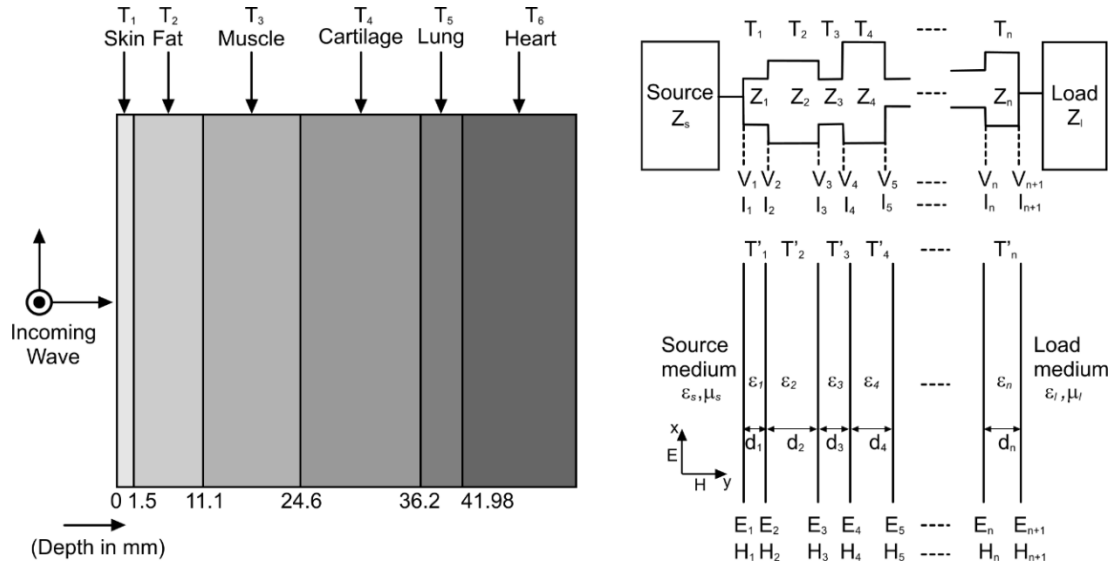 T₁ T₂ T₃ T₄ T₅ T₆
Skin Fat Muscle Cartilage Lung Heart
Incoming
Wave
0 1.5 11.1 24.6 36.2 41.98
(Depth in mm)
T₁ T₂ T₃ T₄ ---- Tₙ
Source
Zₛ
Z₁ Z₂ Z₃ Z₄ Zₙ
Load
Zₗ
V₁ V₂ V₃ V₄ V₅ ---- Vₙ Vₙ₊₁
I₁ I₂ I₃ I₄ I₅ ---- Iₙ Iₙ₊₁
T'₁ T'₂ T'₃ T'₄ ---- T'ₙ
Source
medium
εₛ,μₛ
ε₁ ε₂ ε₃ ε₄ ---- εₙ
Load
medium
εₗ,μₗ
d₁ d₂ d₃ d₄ dₙ
x
E
H y
E₁ E₂ E₃ E₄ E₅ ---- Eₙ Eₙ₊₁
H₁ H₂ H₃ H₄ H₅ ---- Hₙ Hₙ₊₁